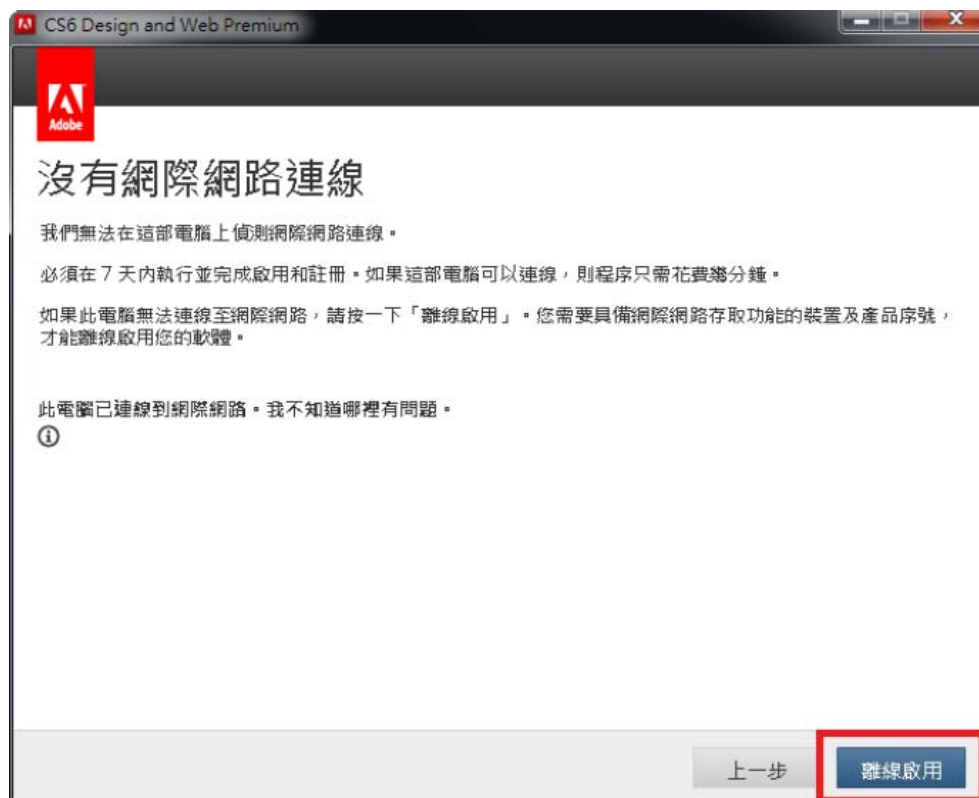 CS6 Design and Web Premium
Adobe
沒有網際網路連線
我們無法在這部電腦上偵測網際網路連線。
必須在 7 天內執行並完成啟用和註冊。如果這部電腦可以連線，則程序只需花費幾分鐘。
如果此電腦無法連線至網際網路，請按一下「離線啟用」。您需要具備網際網路存取功能的裝置及產品序號，
才能離線啟用您的軟體。
此電腦已連線到網際網路。我不知道哪裡有問題。
上一步
離線啟用